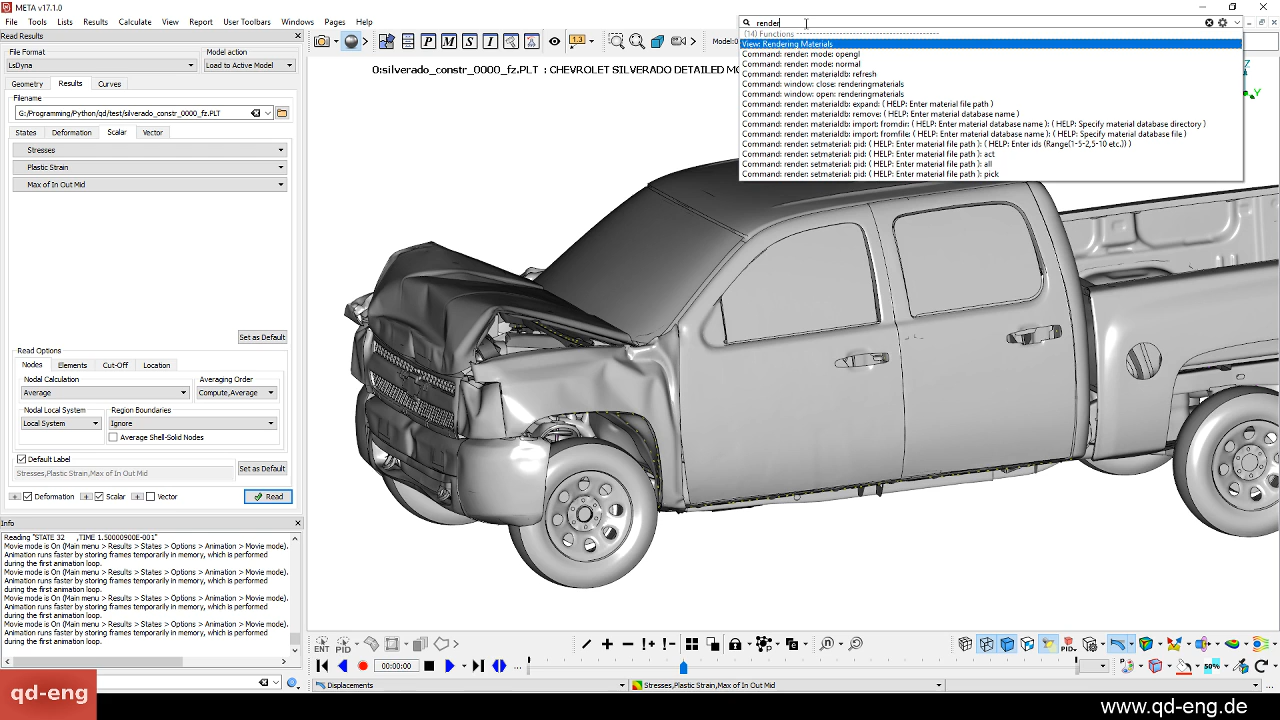 META v17.1.0
File Tools Lists Results Calculate View Report User Toolbars Windows Pages Help
render
(14) Functions
View: Rendering Materials
Command: render: mode: opengl
Command: render: mode: normal
Command: render: materialdb: refresh
Command: window: close: renderingmaterials
Command: window: open: renderingmaterials
Command: render: materialdb: expand: ( HELP: Enter material file path )
Command: render: materialdb: remove: ( HELP: Enter material database name )
Command: render: materialdb: import: fromdir: ( HELP: Enter material database name ): ( HELP: Specify material database directory )
Command: render: materialdb: import: fromfile: ( HELP: Enter material database name ): ( HELP: Specify material database file )
Command: render: setmaterial: pid: ( HELP: Enter material file path ): ( HELP: Enter ids (Range(1-5-2,5-10 etc.)) )
Command: render: setmaterial: pid: ( HELP: Enter material file path ): act
Command: render: setmaterial: pid: ( HELP: Enter material file path ): all
Command: render: setmaterial: pid: ( HELP: Enter material file path ): pick
P M S I 1.3 Model:0
Z
Y
0:silverado_constr_0000_fz.PLT : CHEVROLET SILVERADO DETAILED MO
Read Results
File Format Model action
LsDyna Load to Active Model
Geometry Results Curves
Filename
G:/Programming/Python/qd/test/silverado_constr_0000_fz.PLT
States Deformation Scalar Vector
Stresses
Plastic Strain
Max of In Out Mid
Set as Default
Read Options
Nodes Elements Cut-Off Location
Nodal Calculation Averaging Order
Average Compute,Average
Nodal Local System Region Boundaries
Local System Ignore
Average Shell-Solid Nodes
Default Label
Stresses,Plastic Strain,Max of In Out Mid Set as Default
Deformation Scalar Vector Read
Info
Reading "STATE 32 ,TIME 1.50000900E-001"
Movie mode is On (Main menu > Results > States > Options > Animation > Movie mode).
Animation runs faster by storing frames temporarily in memory, which is performed
during the first animation loop.
Movie mode is On (Main menu > Results > States > Options > Animation > Movie mode).
Animation runs faster by storing frames temporarily in memory, which is performed
during the first animation loop.
Movie mode is On (Main menu > Results > States > Options > Animation > Movie mode).
Animation runs faster by storing frames temporarily in memory, which is performed
during the first animation loop.
Movie mode is On (Main menu > Results > States > Options > Animation > Movie mode).
Animation runs faster by storing frames temporarily in memory, which is performed
during the first animation loop.
ENT PID PID
00:00:00 50%
Displacements Stresses,Plastic Strain,Max of In Out Mid
qd-eng
www.qd-eng.de